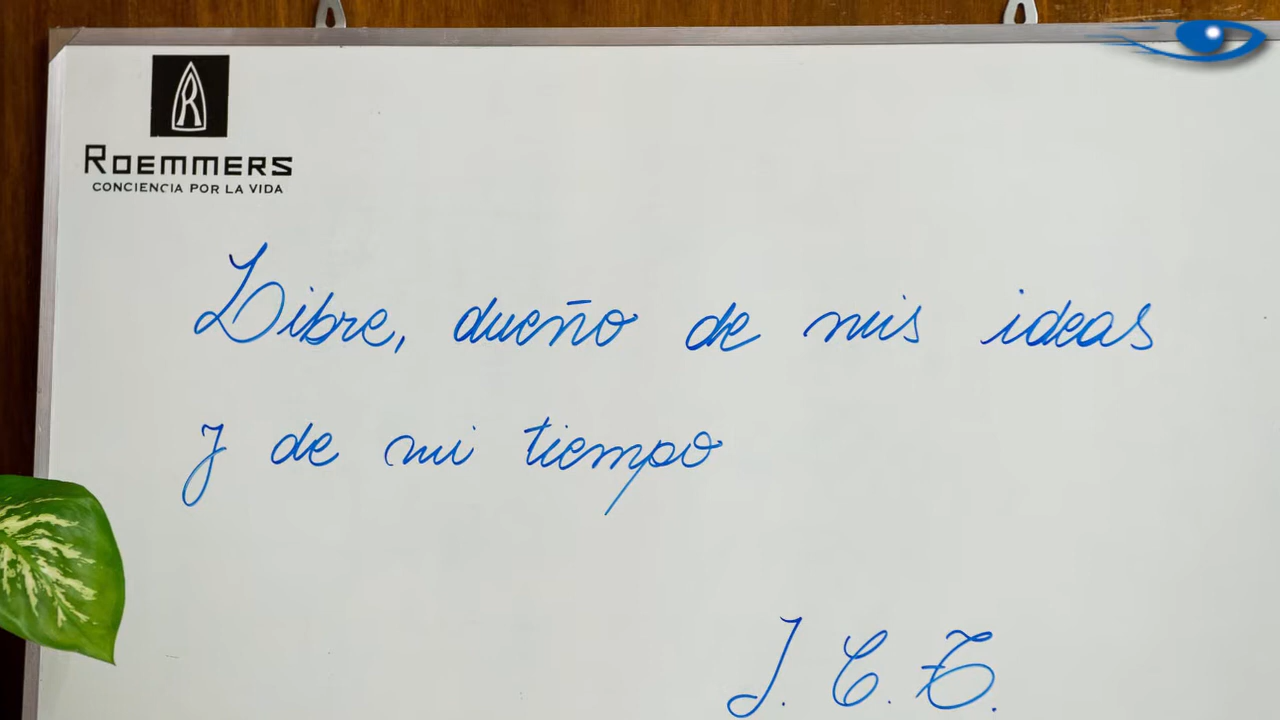 ROEMMERS
CONCIENCIA POR LA VIDA
Libre, dueño de mis ideas
y de mi tiempo
J. C. T.